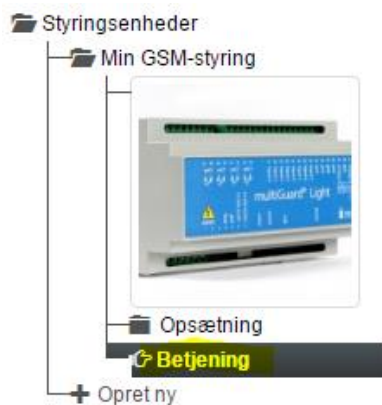 Styringsenheder
Min GSM-styring
multiGuard® Light
Opsætning
Betjening
Opret ny